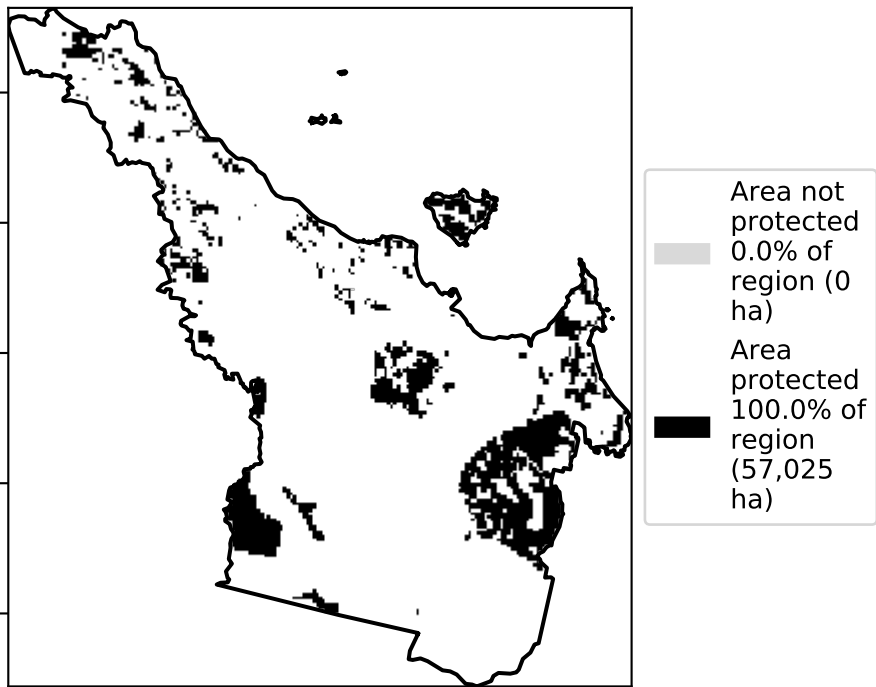 Area not
protected
0.0% of
region (0
ha)
Area
protected
100.0% of
region
(57,025
ha)